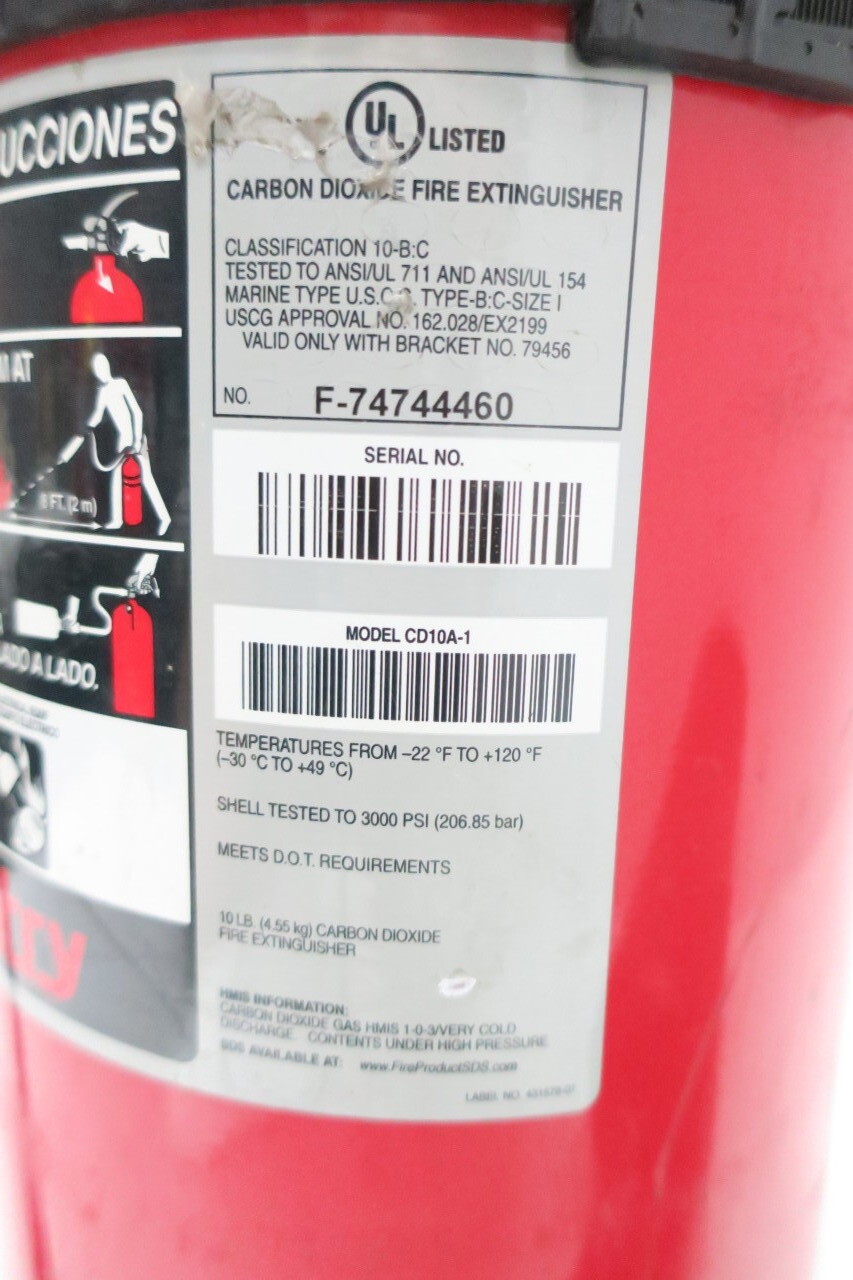 UCCIONES
M AT
8 FT. (2 m)
LADO A LADO.
UL LISTED
CARBON DIOXIDE FIRE EXTINGUISHER
CLASSIFICATION 10-B:C
TESTED TO ANSI/UL 711 AND ANSI/UL 154
MARINE TYPE U.S.C.G. TYPE-B:C-SIZE I
USCG APPROVAL NO. 162.028/EX2199
VALID ONLY WITH BRACKET NO. 79456
NO. F-74744460
SERIAL NO.
MODEL CD10A-1
TEMPERATURES FROM –22 °F TO +120 °F
(–30 °C TO +49 °C)
SHELL TESTED TO 3000 PSI (206.85 bar)
MEETS D.O.T. REQUIREMENTS
10 LB. (4.55 kg) CARBON DIOXIDE
FIRE EXTINGUISHER
HMIS INFORMATION:
CARBON DIOXIDE GAS HMIS 1-0-3/VERY COLD
DISCHARGE. CONTENTS UNDER HIGH PRESSURE
SDS AVAILABLE AT: www.FireProductSDS.com
LABEL NO.